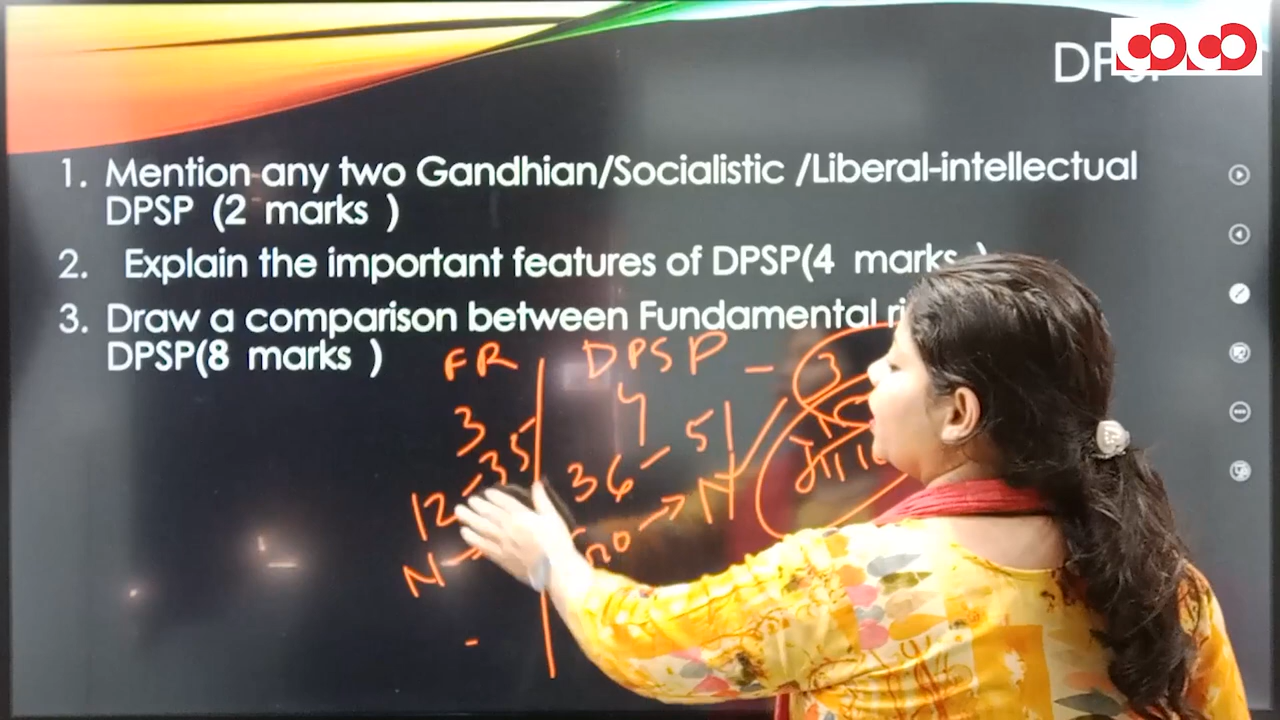 1. Mention any two Gandhian/Socialistic /Liberal-intellectual
DPSP (2 marks )
2. Explain the important features of DPSP(4 marks )
3. Draw a comparison between Fundamental
DPSP(8 marks )
FR DPSP - 3
3 4
12-35 36-51
N→ → N